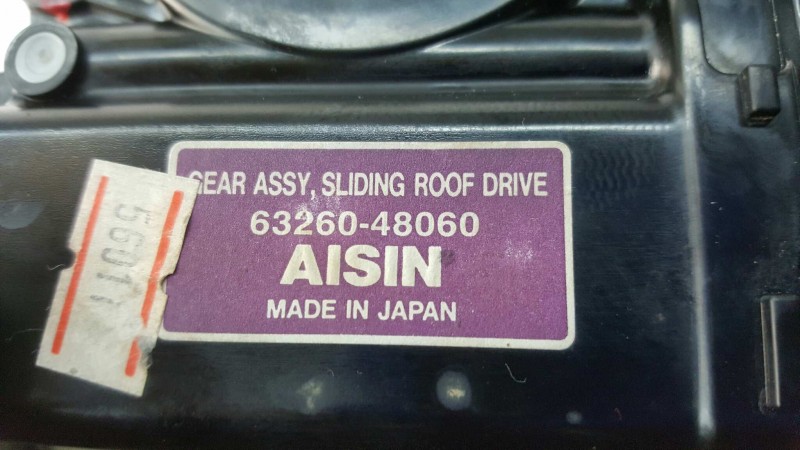 GEAR ASSY, SLIDING ROOF DRIVE
63260-48060
AISIN
MADE IN JAPAN